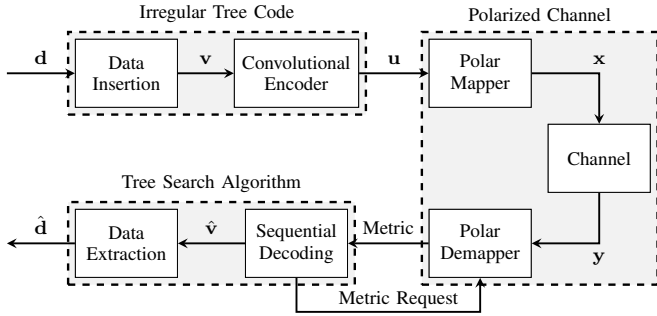 Irregular Tree Code
Polarized Channel
d
Data
Insertion
v
Convolutional
Encoder
u
Polar
Mapper
x
Channel
Tree Search Algorithm
d̂
Data
Extraction
v̂
Sequential
Decoding
Metric
Polar
Demapper
y
Metric Request